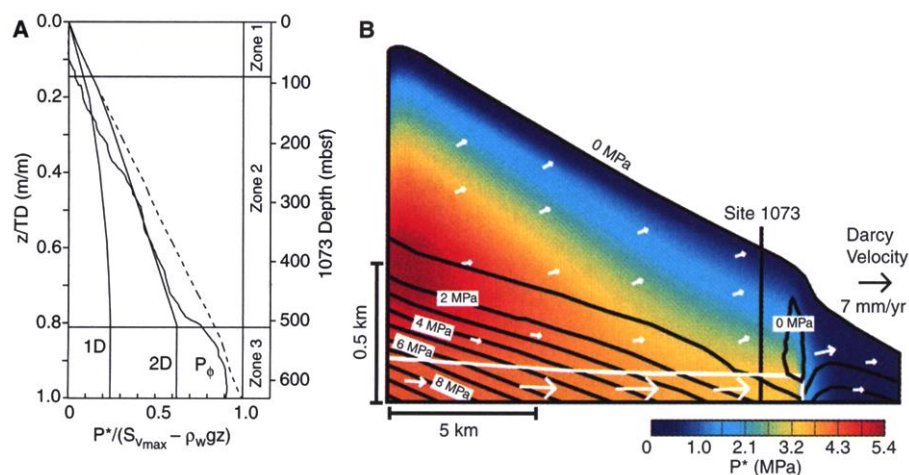 A
0.0
0.2
0.4
0.6
0.8
1.0
z/TD (m/m)
0
100
200
300
400
500
600
1073 Depth (mbsf)
Zone 1
Zone 2
Zone 3
1D
2D
Pϕ
0
0.5
1.0
P*/(Svmax – ρwgz)
B
0 MPa
Site 1073
Darcy
Velocity
7 mm/yr
0 MPa
2 MPa
4 MPa
6 MPa
8 MPa
0.5 km
5 km
0
1.0
2.1
3.2
4.3
5.4
P* (MPa)